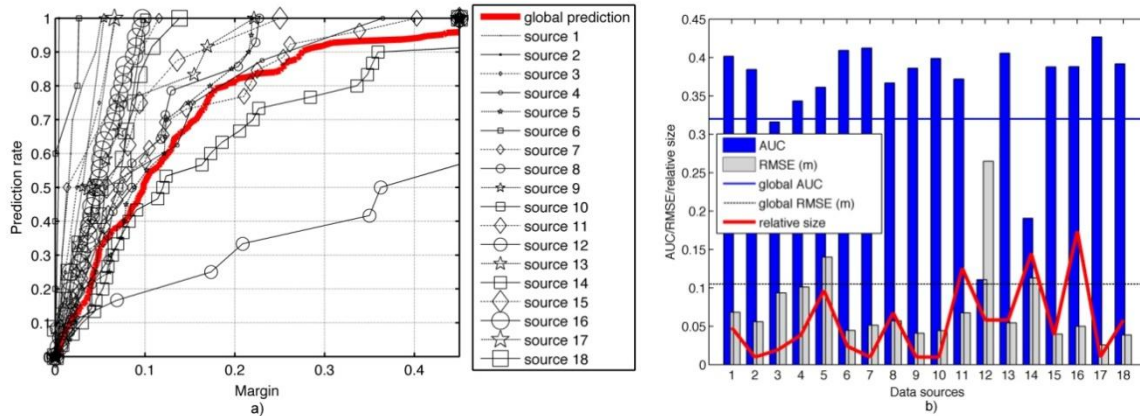 1
0.9
0.8
0.7
0.6
0.5
0.4
0.3
0.2
0.1
0
Prediction rate
0 0.1 0.2 0.3 0.4
Margin
a)
global prediction
source 1
source 2
source 3
source 4
source 5
source 6
source 7
source 8
source 9
source 10
source 11
source 12
source 13
source 14
source 15
source 16
source 17
source 18
0.45
0.4
0.35
0.3
0.25
0.2
0.15
0.1
0.05
0
AUC/RMSE/relative size
AUC
RMSE (m)
global AUC
global RMSE (m)
relative size
1 2 3 4 5 6 7 8 9 10 11 12 13 14 15 16 17 18
Data sources
b)